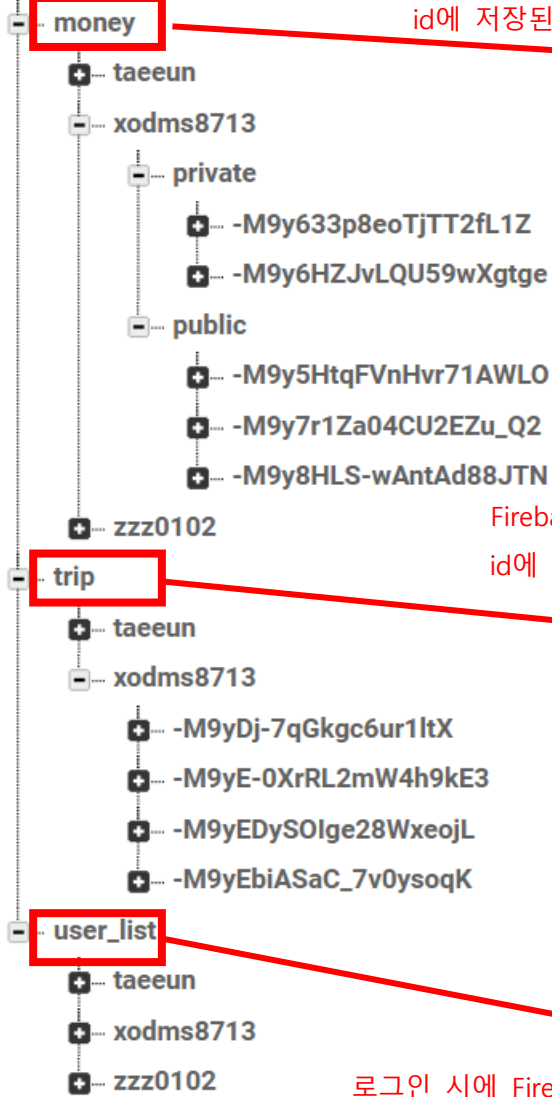 money
id에 저장된
taeeun
xodms8713
private
-M9y633p8eoTjTT2fL1Z
-M9y6HZJvLQU59wXgtge
public
-M9y5HtqFVnHvr71AWLO
-M9y7r1Za04CU2EZu_Q2
-M9y8HLS-wAntAd88JTN
zzz0102
id에
trip
taeeun
xodms8713
-M9yDj-7qGkgc6ur1ltX
-M9yE-0XrRL2mW4h9kE3
-M9yEDySOIge28WxeojL
-M9yEbiASaC_7v0ysoqK
user_list
taeeun
xodms8713
zzz0102
로그인 시에